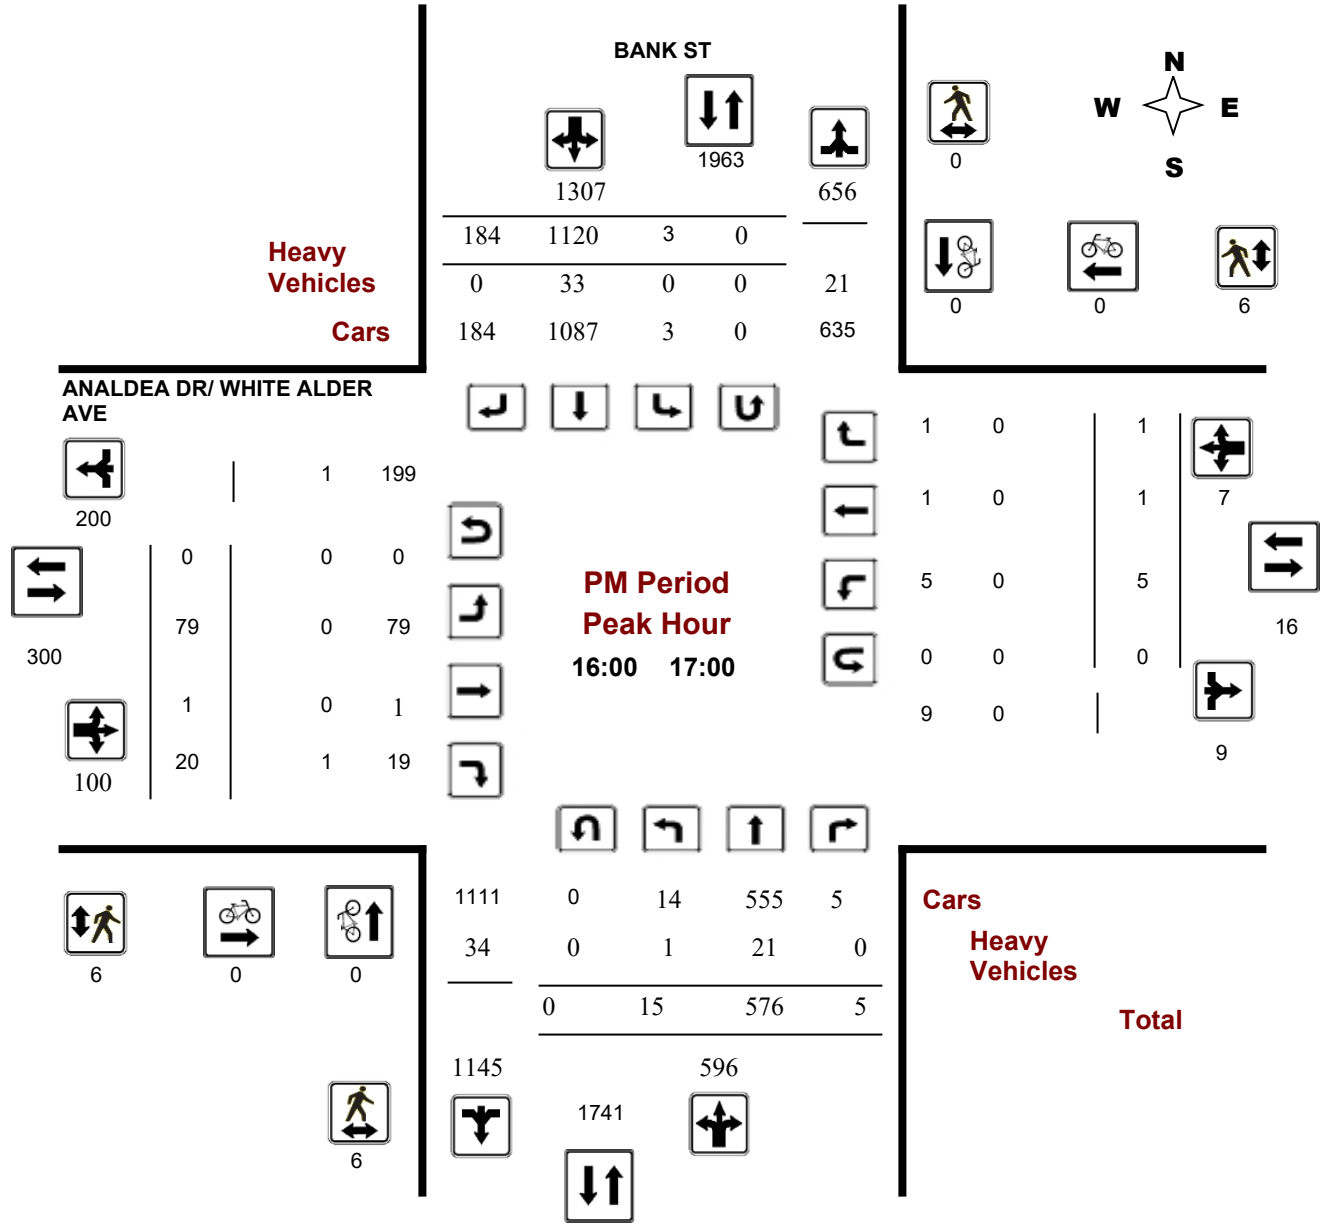 BANK ST
N
W E
S
1963
0
1307 656
184 1120 3 0
Heavy
Vehicles
0 33 0 0 21
0 0 6
Cars 184 1087 3 0 635
ANALDEA DR/ WHITE ALDER
AVE
1 0 1
1 199
7
200
1 0 1
0 0 0
PM Period
5 0 5
Peak Hour
79 0 79
16
300
16:00 17:00
0 0 0
1 0 1
9 0
9
20 1 19
100
1111 0 14 555 5
Cars
34 0 1 21 0
Heavy
Vehicles
6 0 0
0 15 576 5
Total
1145 596
1741
6